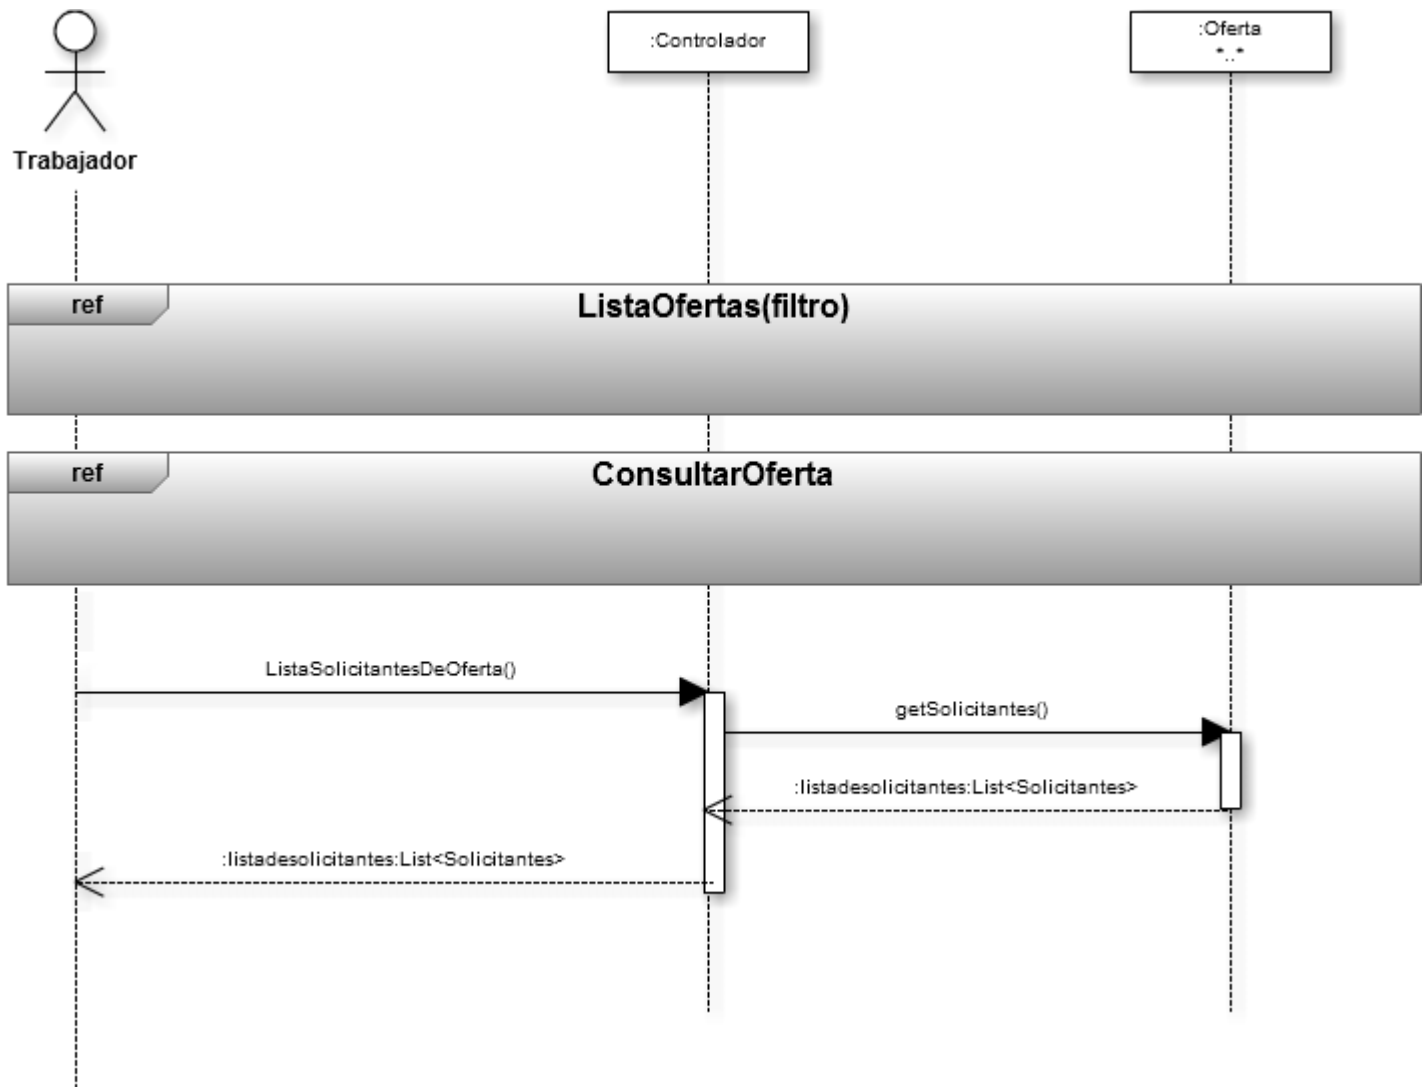 :Controlador
:Oferta
*..*
Trabajador
ref
ListaOfertas(filtro)
ref
ConsultarOferta
ListaSolicitantesDeOferta()
getSolicitantes()
:listadesolicitantes:List<Solicitantes>
:listadesolicitantes:List<Solicitantes>